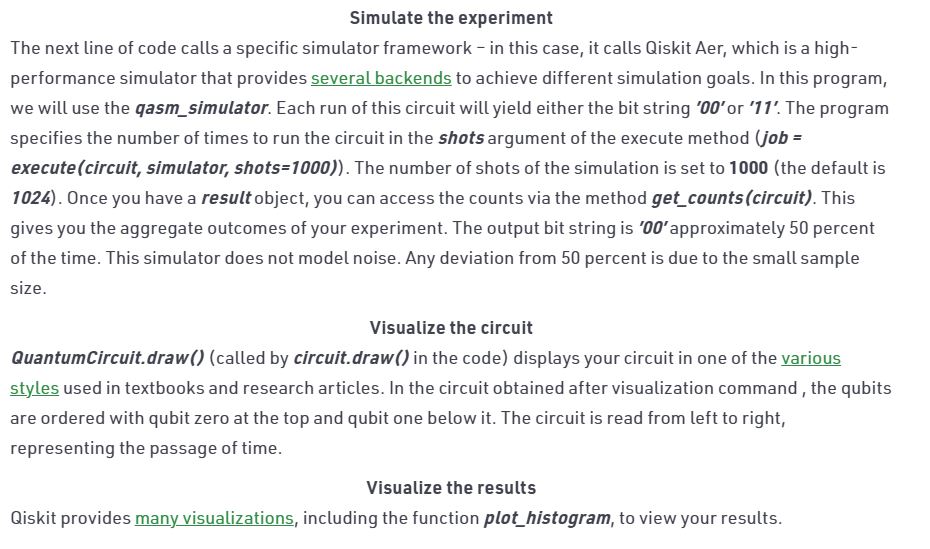 Simulate the experiment
The next line of code calls a specific simulator framework – in this case, it calls Qiskit Aer, which is a high-
performance simulator that provides several backends to achieve different simulation goals. In this program,
we will use the qasm_simulator. Each run of this circuit will yield either the bit string '00' or '11'. The program
specifies the number of times to run the circuit in the shots argument of the execute method (job =
execute(circuit, simulator, shots=1000)). The number of shots of the simulation is set to 1000 (the default is
1024). Once you have a result object, you can access the counts via the method get_counts(circuit). This
gives you the aggregate outcomes of your experiment. The output bit string is '00' approximately 50 percent
of the time. This simulator does not model noise. Any deviation from 50 percent is due to the small sample
size.
Visualize the circuit
QuantumCircuit.draw() (called by circuit.draw() in the code) displays your circuit in one of the various
styles used in textbooks and research articles. In the circuit obtained after visualization command , the qubits
are ordered with qubit zero at the top and qubit one below it. The circuit is read from left to right,
representing the passage of time.
Visualize the results
Qiskit provides many visualizations, including the function plot_histogram, to view your results.